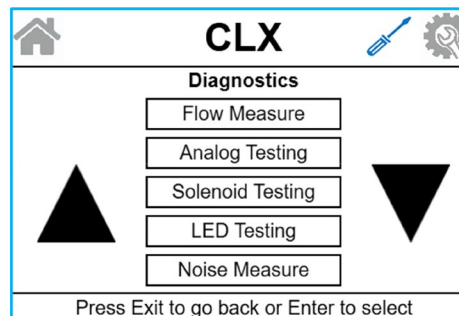 CLX
Diagnostics
Flow Measure
Analog Testing
Solenoid Testing
LED Testing
Noise Measure
Press Exit to go back or Enter to select